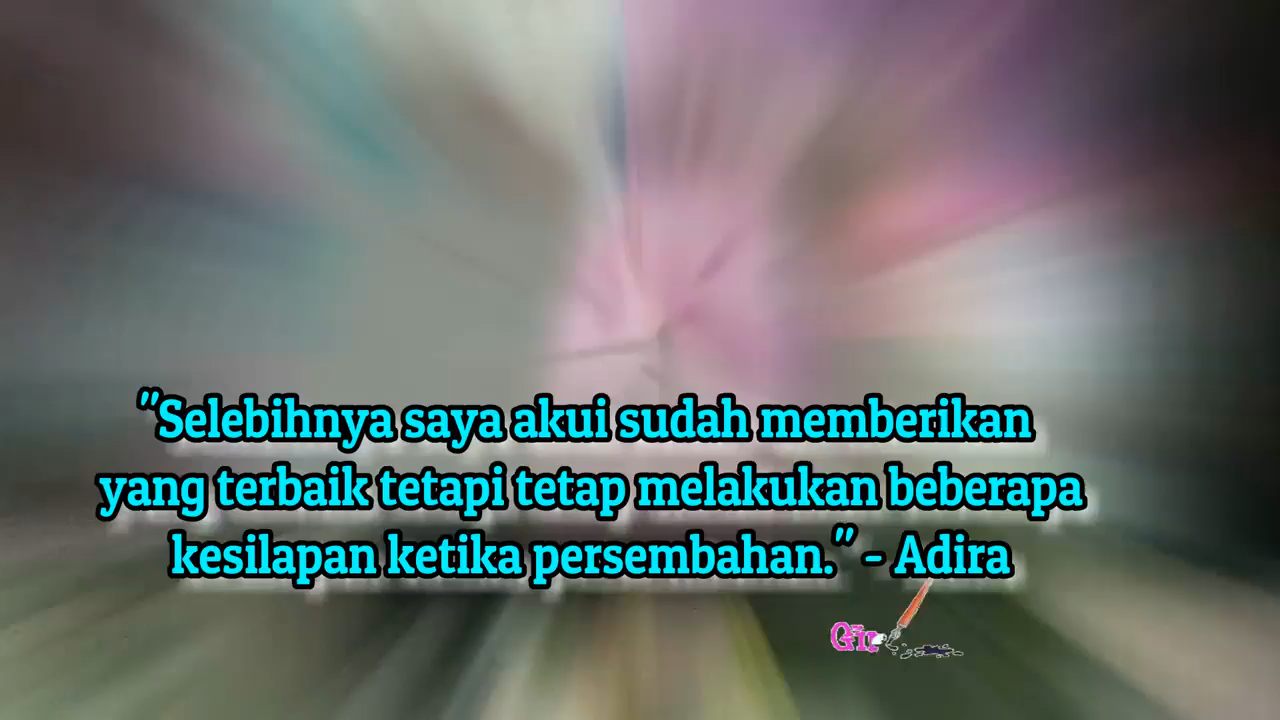 "Selebihnya saya akui sudah memberikan
yang terbaik tetapi tetap melakukan beberapa
kesilapan ketika persembahan." - Adira